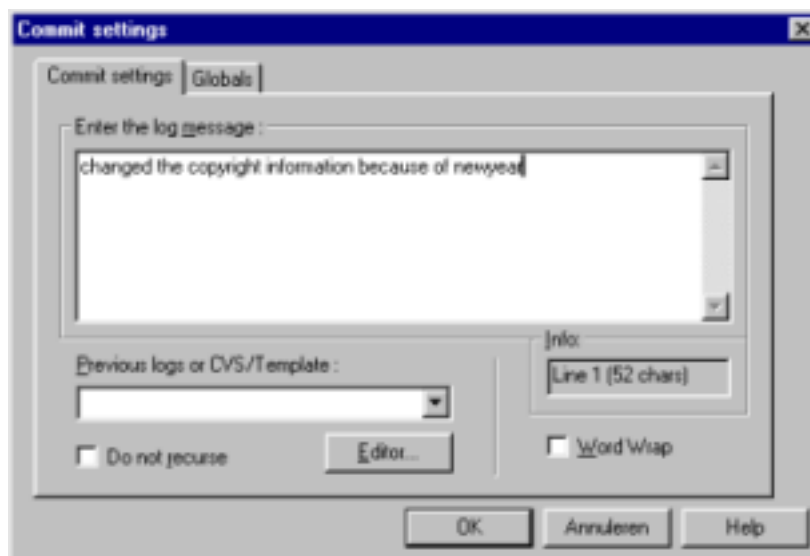 Commit settings
Commit settings Globals
Enter the log message :
changed the copyright information because of newyear
Info:
Previous logs or CVS/Template :
Line 1 (52 chars)
Do not recurse
Editor...
Word Wrap
OK Annuleren Help